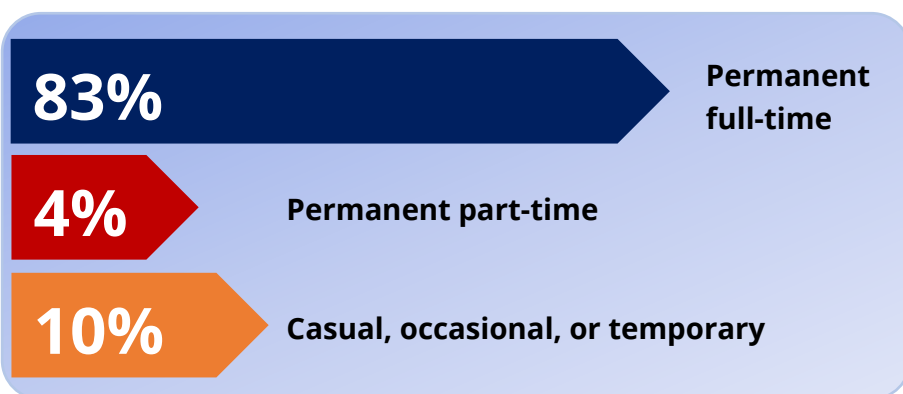 83%
Permanent
full-time
4%
Permanent part-time
10%
Casual, occasional, or temporary